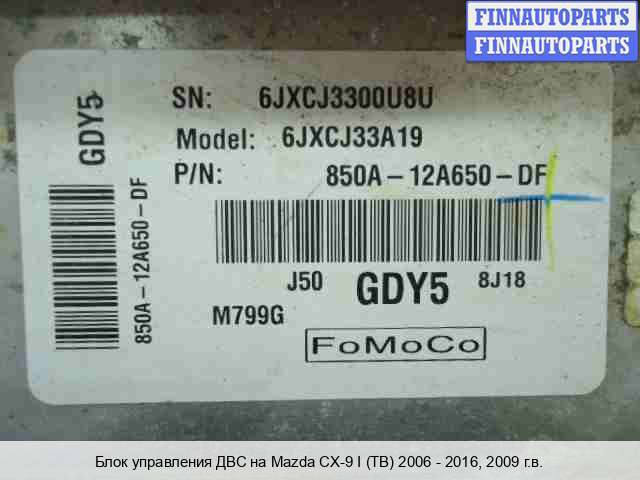 FINNAUTOPARTS
FINNAUTOPARTS
SN: 6JXCJ3300U8U
Model: 6JXCJ33A19
P/N: 850A-12A650-DF
GDY5
850A-12A650-DF
J50 GDY5 8J18
M799G
FoMoCo
Блок управления ДВС на Mazda CX-9 I (TB) 2006 - 2016, 2009 г.в.